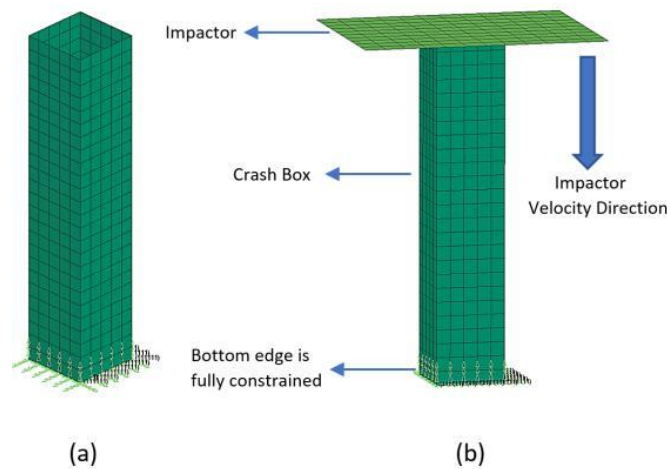 Impactor
Crash Box
Impactor
Velocity Direction
Bottom edge is
fully constrained
(a)
(b)